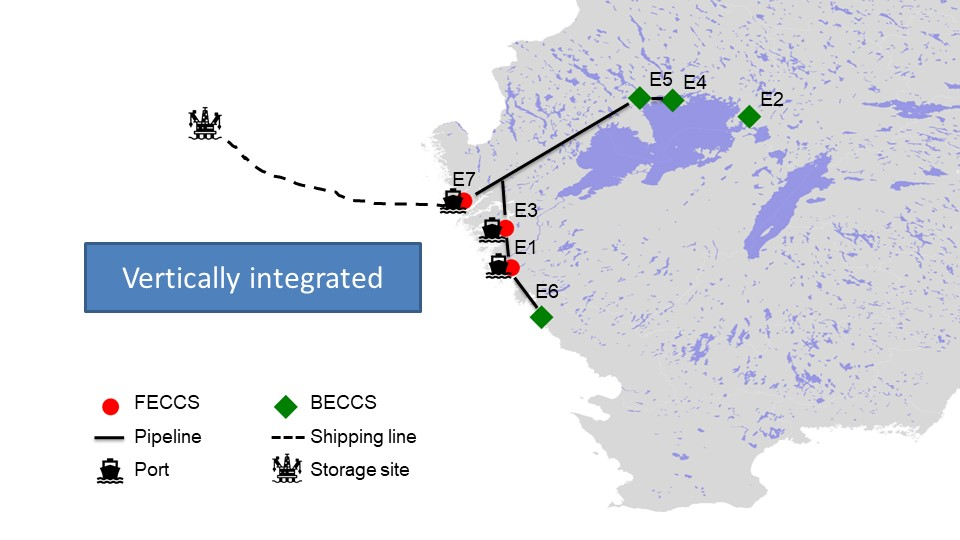 E5
E4
E2
E7
E3
E1
E6
Vertically integrated
FECCS
BECCS
Pipeline
Shipping line
Port
Storage site